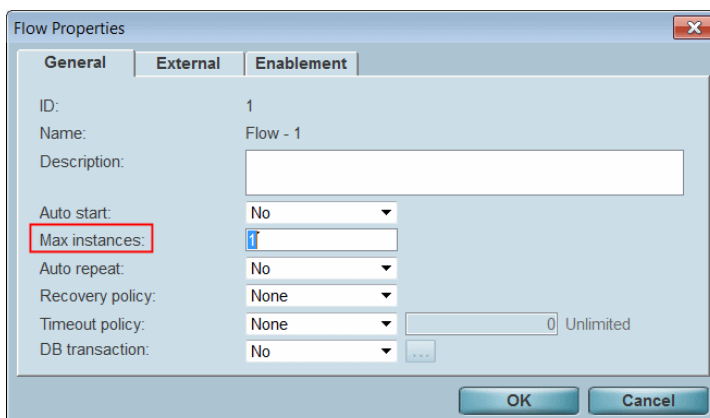 Flow Properties
General External Enablement
ID: 1
Name: Flow - 1
Description:
Auto start: No
Max instances: 1
Auto repeat: No
Recovery policy: None
Timeout policy: None 0 Unlimited
DB transaction: No ...
OK Cancel